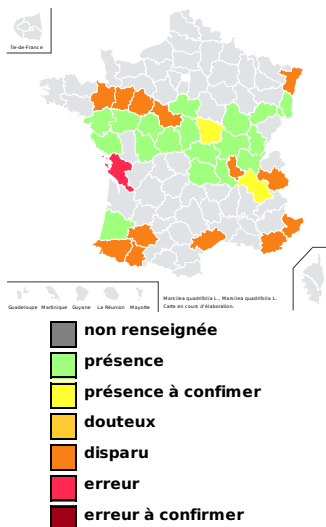 Île-de-France
Guadeloupe Martinique Guyane La Réunion Mayotte
Marsilea quadrifolia L., Marsilea quadrifolia L.
Carte en cours d'élaboration.
non renseignée
présence
présence à confimer
douteux
disparu
erreur
erreur à confirmer